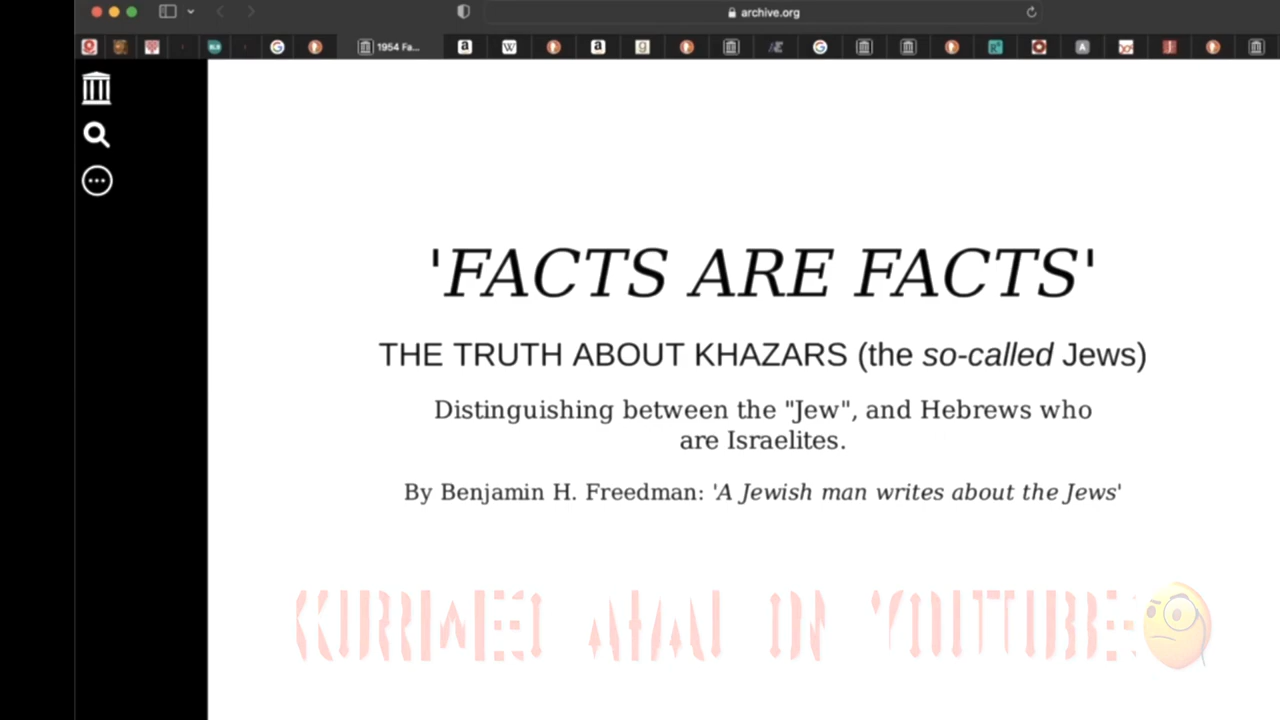 archive.org
1954 Fa...
'FACTS ARE FACTS'
THE TRUTH ABOUT KHAZARS (the so-called Jews)
Distinguishing between the "Jew", and Hebrews who
are Israelites.
By Benjamin H. Freedman: 'A Jewish man writes about the Jews'